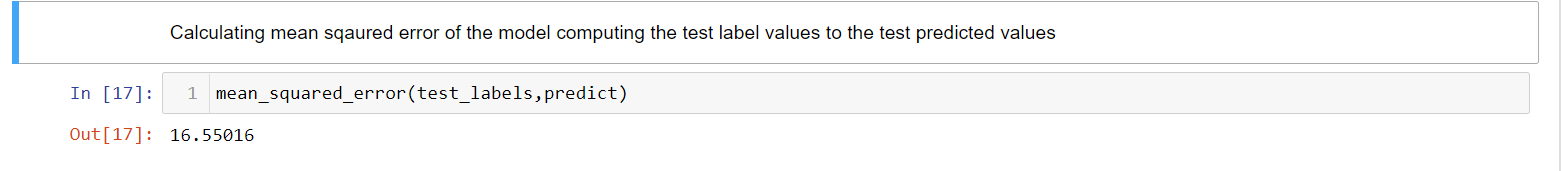 Calculating mean sqaured error of the model computing the test label values to the test predicted values
In [17]: 1 mean_squared_error(test_labels,predict)
Out[17]: 16.55016